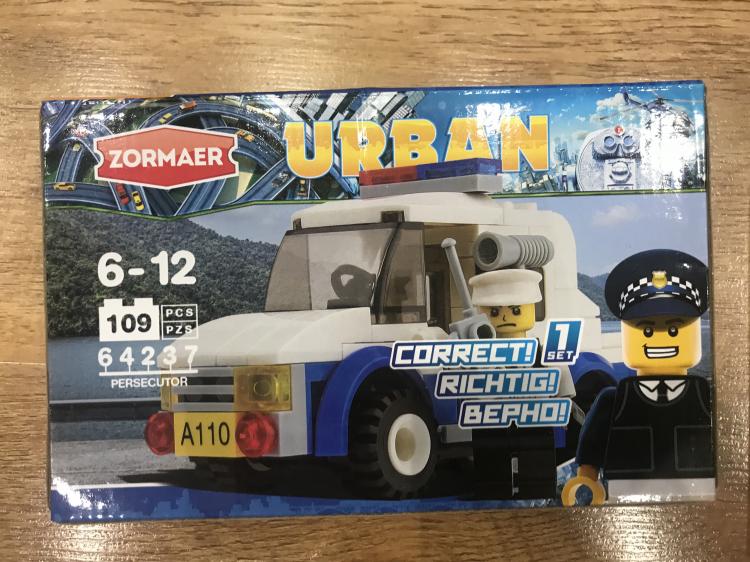 ZORMAER
URBAN
6-12
109 PCS PZS
64237
PERSECUTOR
A110
CORRECT! 1 SET
RICHTIG!
ВЕРНО!